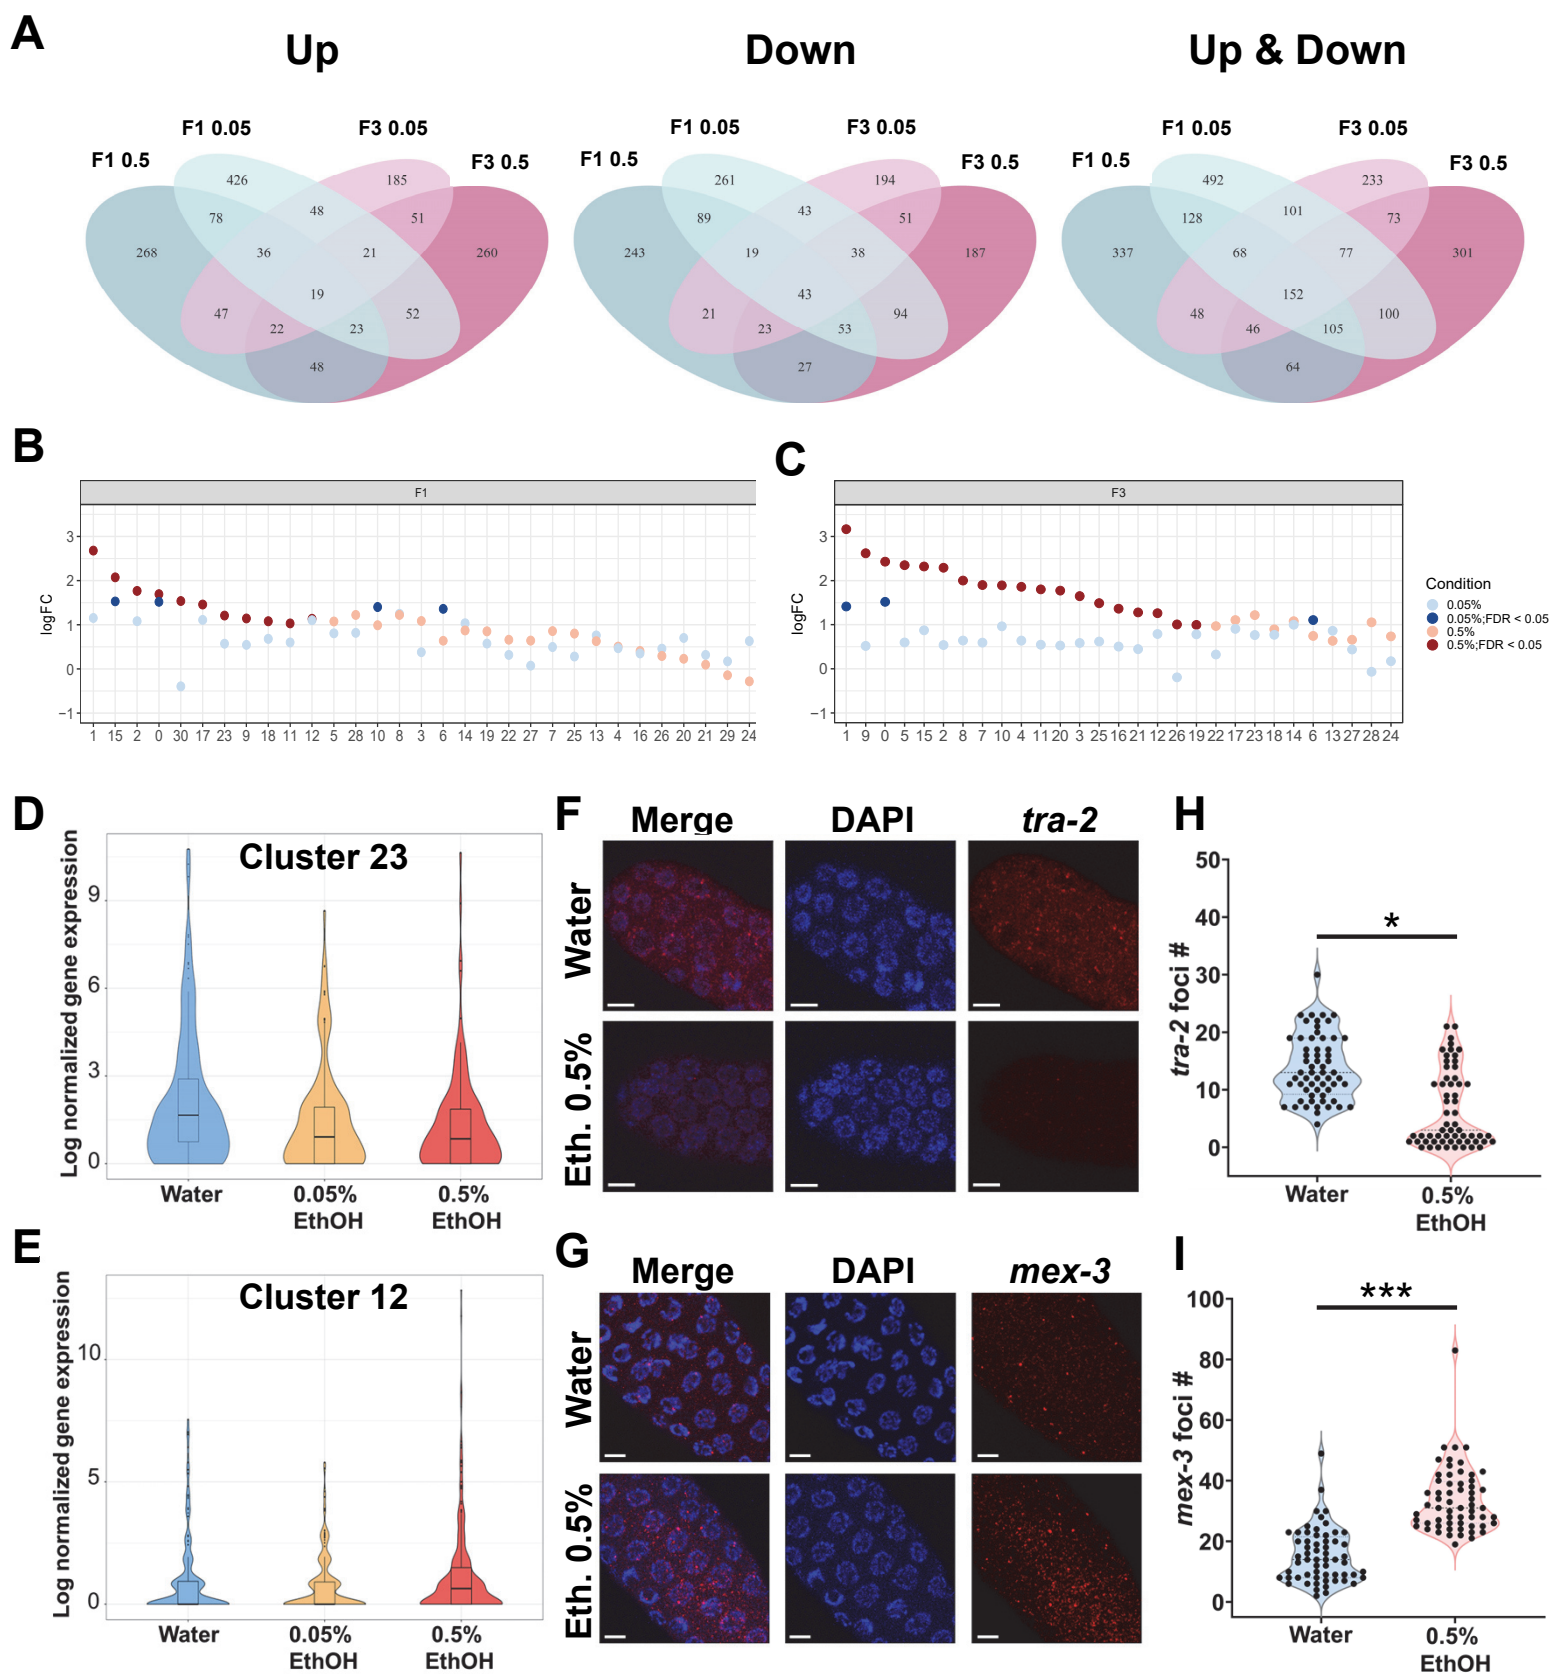 A
Up
Down
Up & Down
F1 0.5
F1 0.05
F3 0.05
F3 0.5
426
185
78
48
51
268
36
21
260
19
47
22
23
52
48
F1 0.5
F1 0.05
F3 0.05
F3 0.5
261
194
89
43
51
243
19
38
187
43
21
23
53
94
27
F1 0.5
F1 0.05
F3 0.05
F3 0.5
492
233
128
101
73
337
68
77
301
152
48
46
105
100
64
B
F1
logFC
3
2
1
0
−1
1 15 2 0 30 17 23 9 18 11 12 5 28 10 8 3 6 14 19 22 27 7 25 13 4 16 26 20 21 29 24
C
F3
logFC
3
2
1
0
−1
1 9 0 5 15 2 8 7 10 4 11 20 3 25 16 21 12 26 19 22 17 23 18 14 6 13 27 28 24
Condition
0.05%
0.05%;FDR < 0.05
0.5%
0.5%;FDR < 0.05
D
Cluster 23
Log normalized gene expression
9
6
3
0
Water
0.05% EthOH
0.5% EthOH
E
Cluster 12
Log normalized gene expression
10
5
0
Water
0.05% EthOH
0.5% EthOH
F
Merge
DAPI
tra-2
Water
Eth. 0.5%
G
Merge
DAPI
mex-3
Water
Eth. 0.5%
H
tra-2 foci #
50
40
30
20
10
0
*
Water
0.5%
EthOH
I
mex-3 foci #
100
80
60
40
20
0
***
Water
0.5%
EthOH